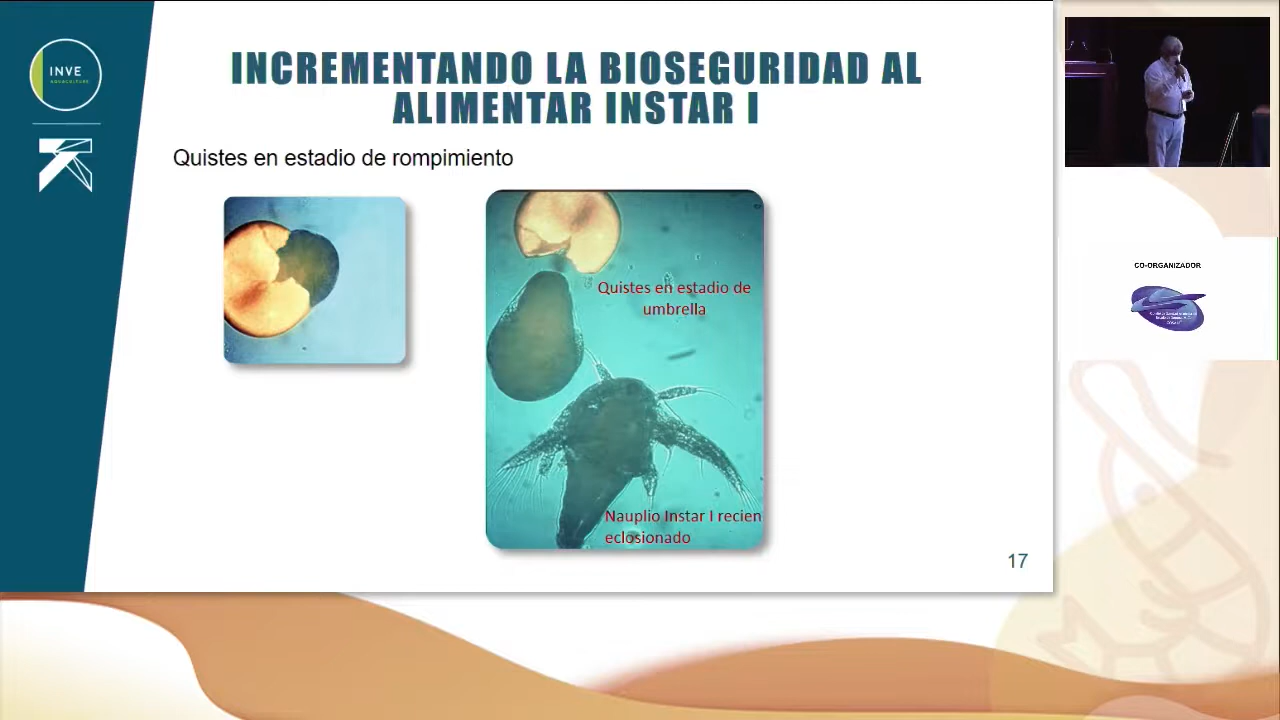 INVE
AQUACULTURE
INCREMENTANDO LA BIOSEGURIDAD AL
ALIMENTAR INSTAR I
Quistes en estadio de rompimiento
Quistes en estadio de
umbrella
Nauplio Instar I recien
eclosionado
17
CO-ORGANIZADOR